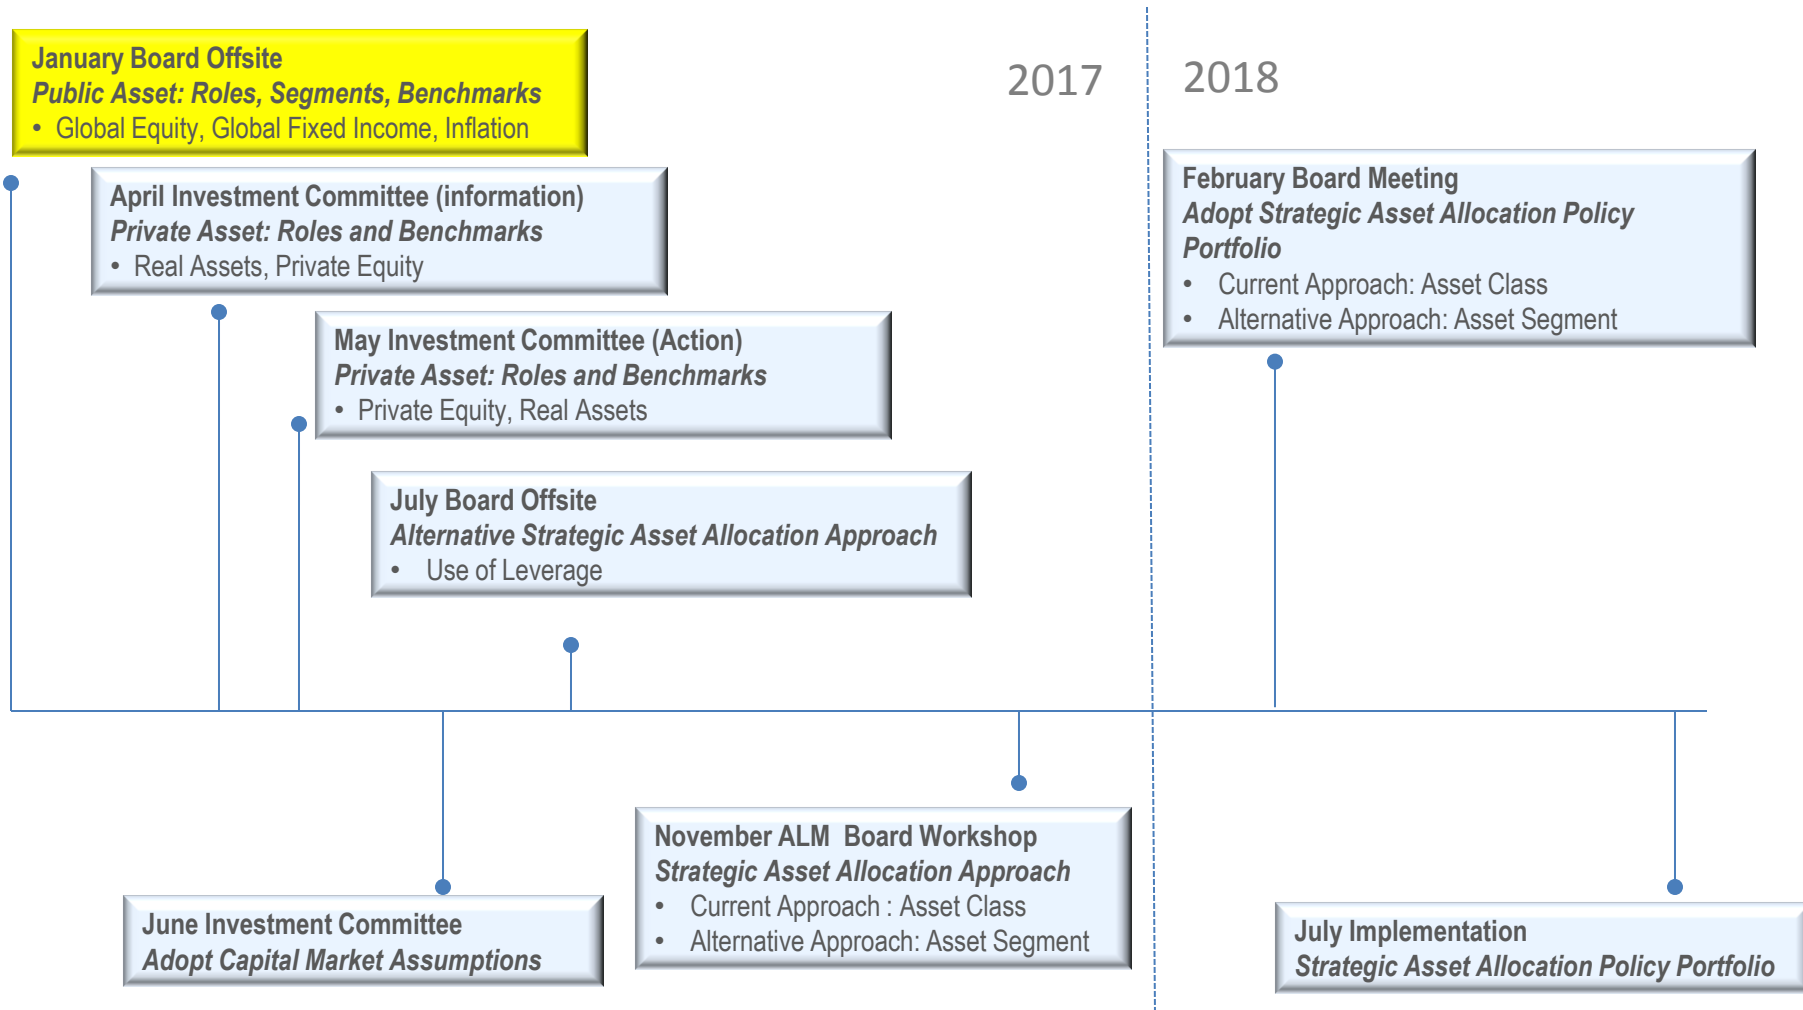 January Board Offsite
Public Asset: Roles, Segments, Benchmarks
• Global Equity, Global Fixed Income, Inflation
2017
2018
April Investment Committee (information)
Private Asset: Roles and Benchmarks
• Real Assets, Private Equity
February Board Meeting
Adopt Strategic Asset Allocation Policy
Portfolio
• Current Approach: Asset Class
• Alternative Approach: Asset Segment
May Investment Committee (Action)
Private Asset: Roles and Benchmarks
• Private Equity, Real Assets
July Board Offsite
Alternative Strategic Asset Allocation Approach
• Use of Leverage
November ALM  Board Workshop
Strategic Asset Allocation Approach
• Current Approach : Asset Class
• Alternative Approach: Asset Segment
June Investment Committee
Adopt Capital Market Assumptions
July Implementation
Strategic Asset Allocation Policy Portfolio